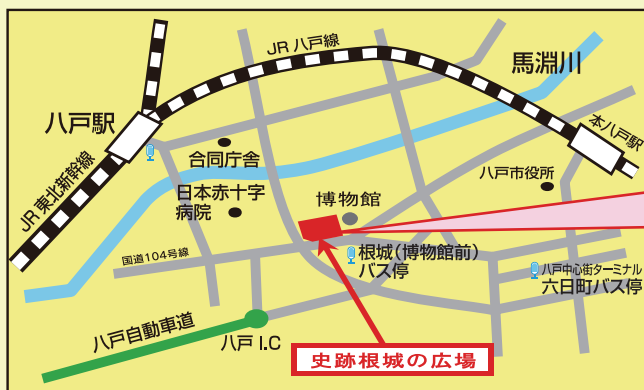 JR 八戸線
馬淵川
八戸駅
本八戸駅
合同庁舎
八戸市役所
JR 東北新幹線
日本赤十字
病院
博物館
国道104号線
根城(博物館前)
バス停
八戸中心街ターミナル
六日町バス停
八戸自動車道
八戸 I.C
史跡根城の広場